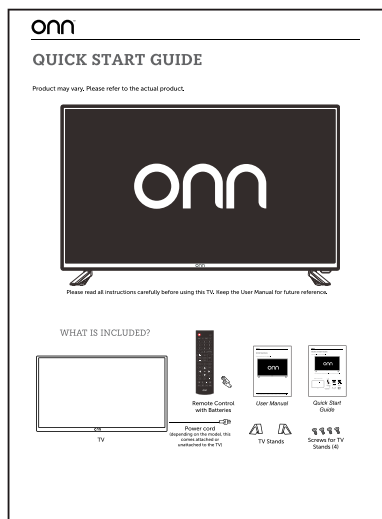 onn
QUICK START GUIDE
Product may vary. Please refer to the actual product.
onn
onn
Please read all instructions carefully before using this TV. Keep the User Manual for future reference.
WHAT IS INCLUDED?
onn
TV
Remote Control
with Batteries
Power cord
(depending on the model, this
comes attached or
unattached to the TV)
onn
User Manual
TV Stands
onn
Quick Start
Guide
Screws for TV
Stands (4)